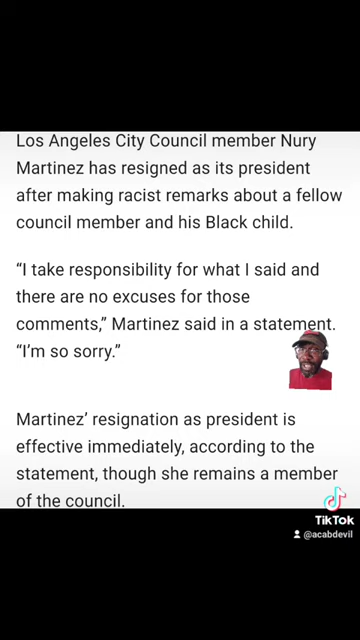 Los Angeles City Council member Nury
Martinez has resigned as its president
after making racist remarks about a fellow
council member and his Black child.
“I take responsibility for what I said and
there are no excuses for those
comments,” Martinez said in a statement.
“I’m so sorry.”
Martinez’ resignation as president is
effective immediately, according to the
statement, though she remains a member
of the council.
TikTok
@acabdevil